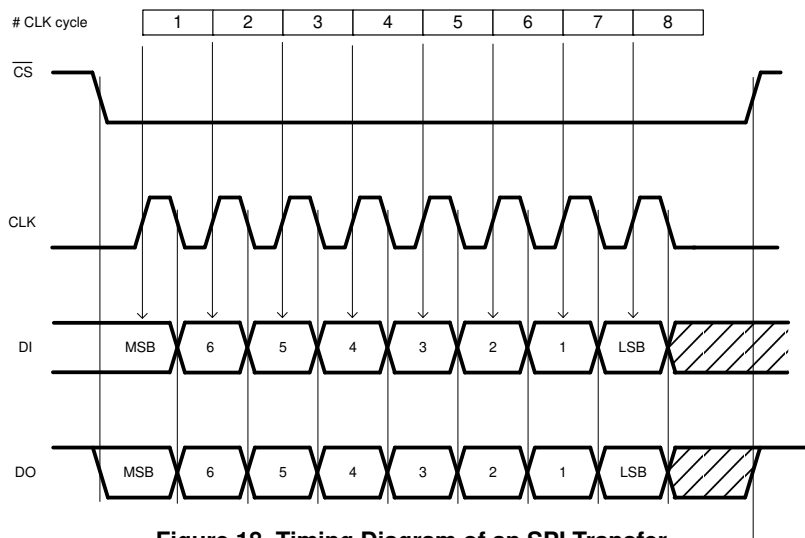 # CLK cycle 1 2 3 4 5 6 7 8
CS
CLK
DI MSB 6 5 4 3 2 1 LSB
DO MSB 6 5 4 3 2 1 LSB
Figure 18. Timing Diagram of an SPI Transfer